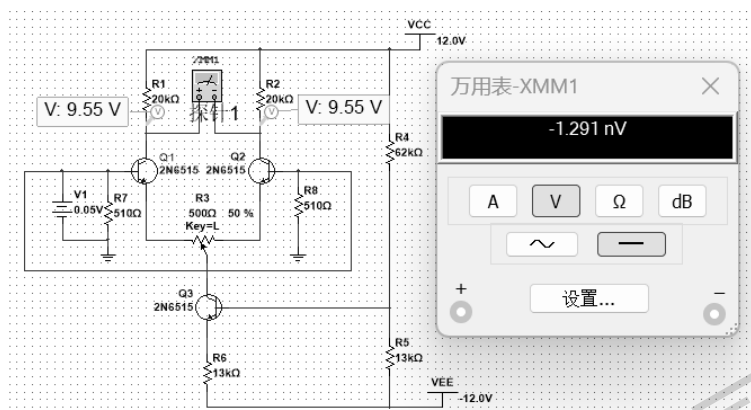 VCC
12.0V
XMM1
R1
20kΩ
R2
20kΩ
V: 9.55 V
探针1
V: 9.55 V
R4
62kΩ
Q1
2N6515
Q2
2N6515
V1
0.05V
R7
510Ω
R3
500Ω 50 %
Key=L
R8
510Ω
Q3
2N6515
R6
13kΩ
R5
13kΩ
VEE
-12.0V
万用表-XMM1
-1.291 nV
A V Ω dB
+
设置...